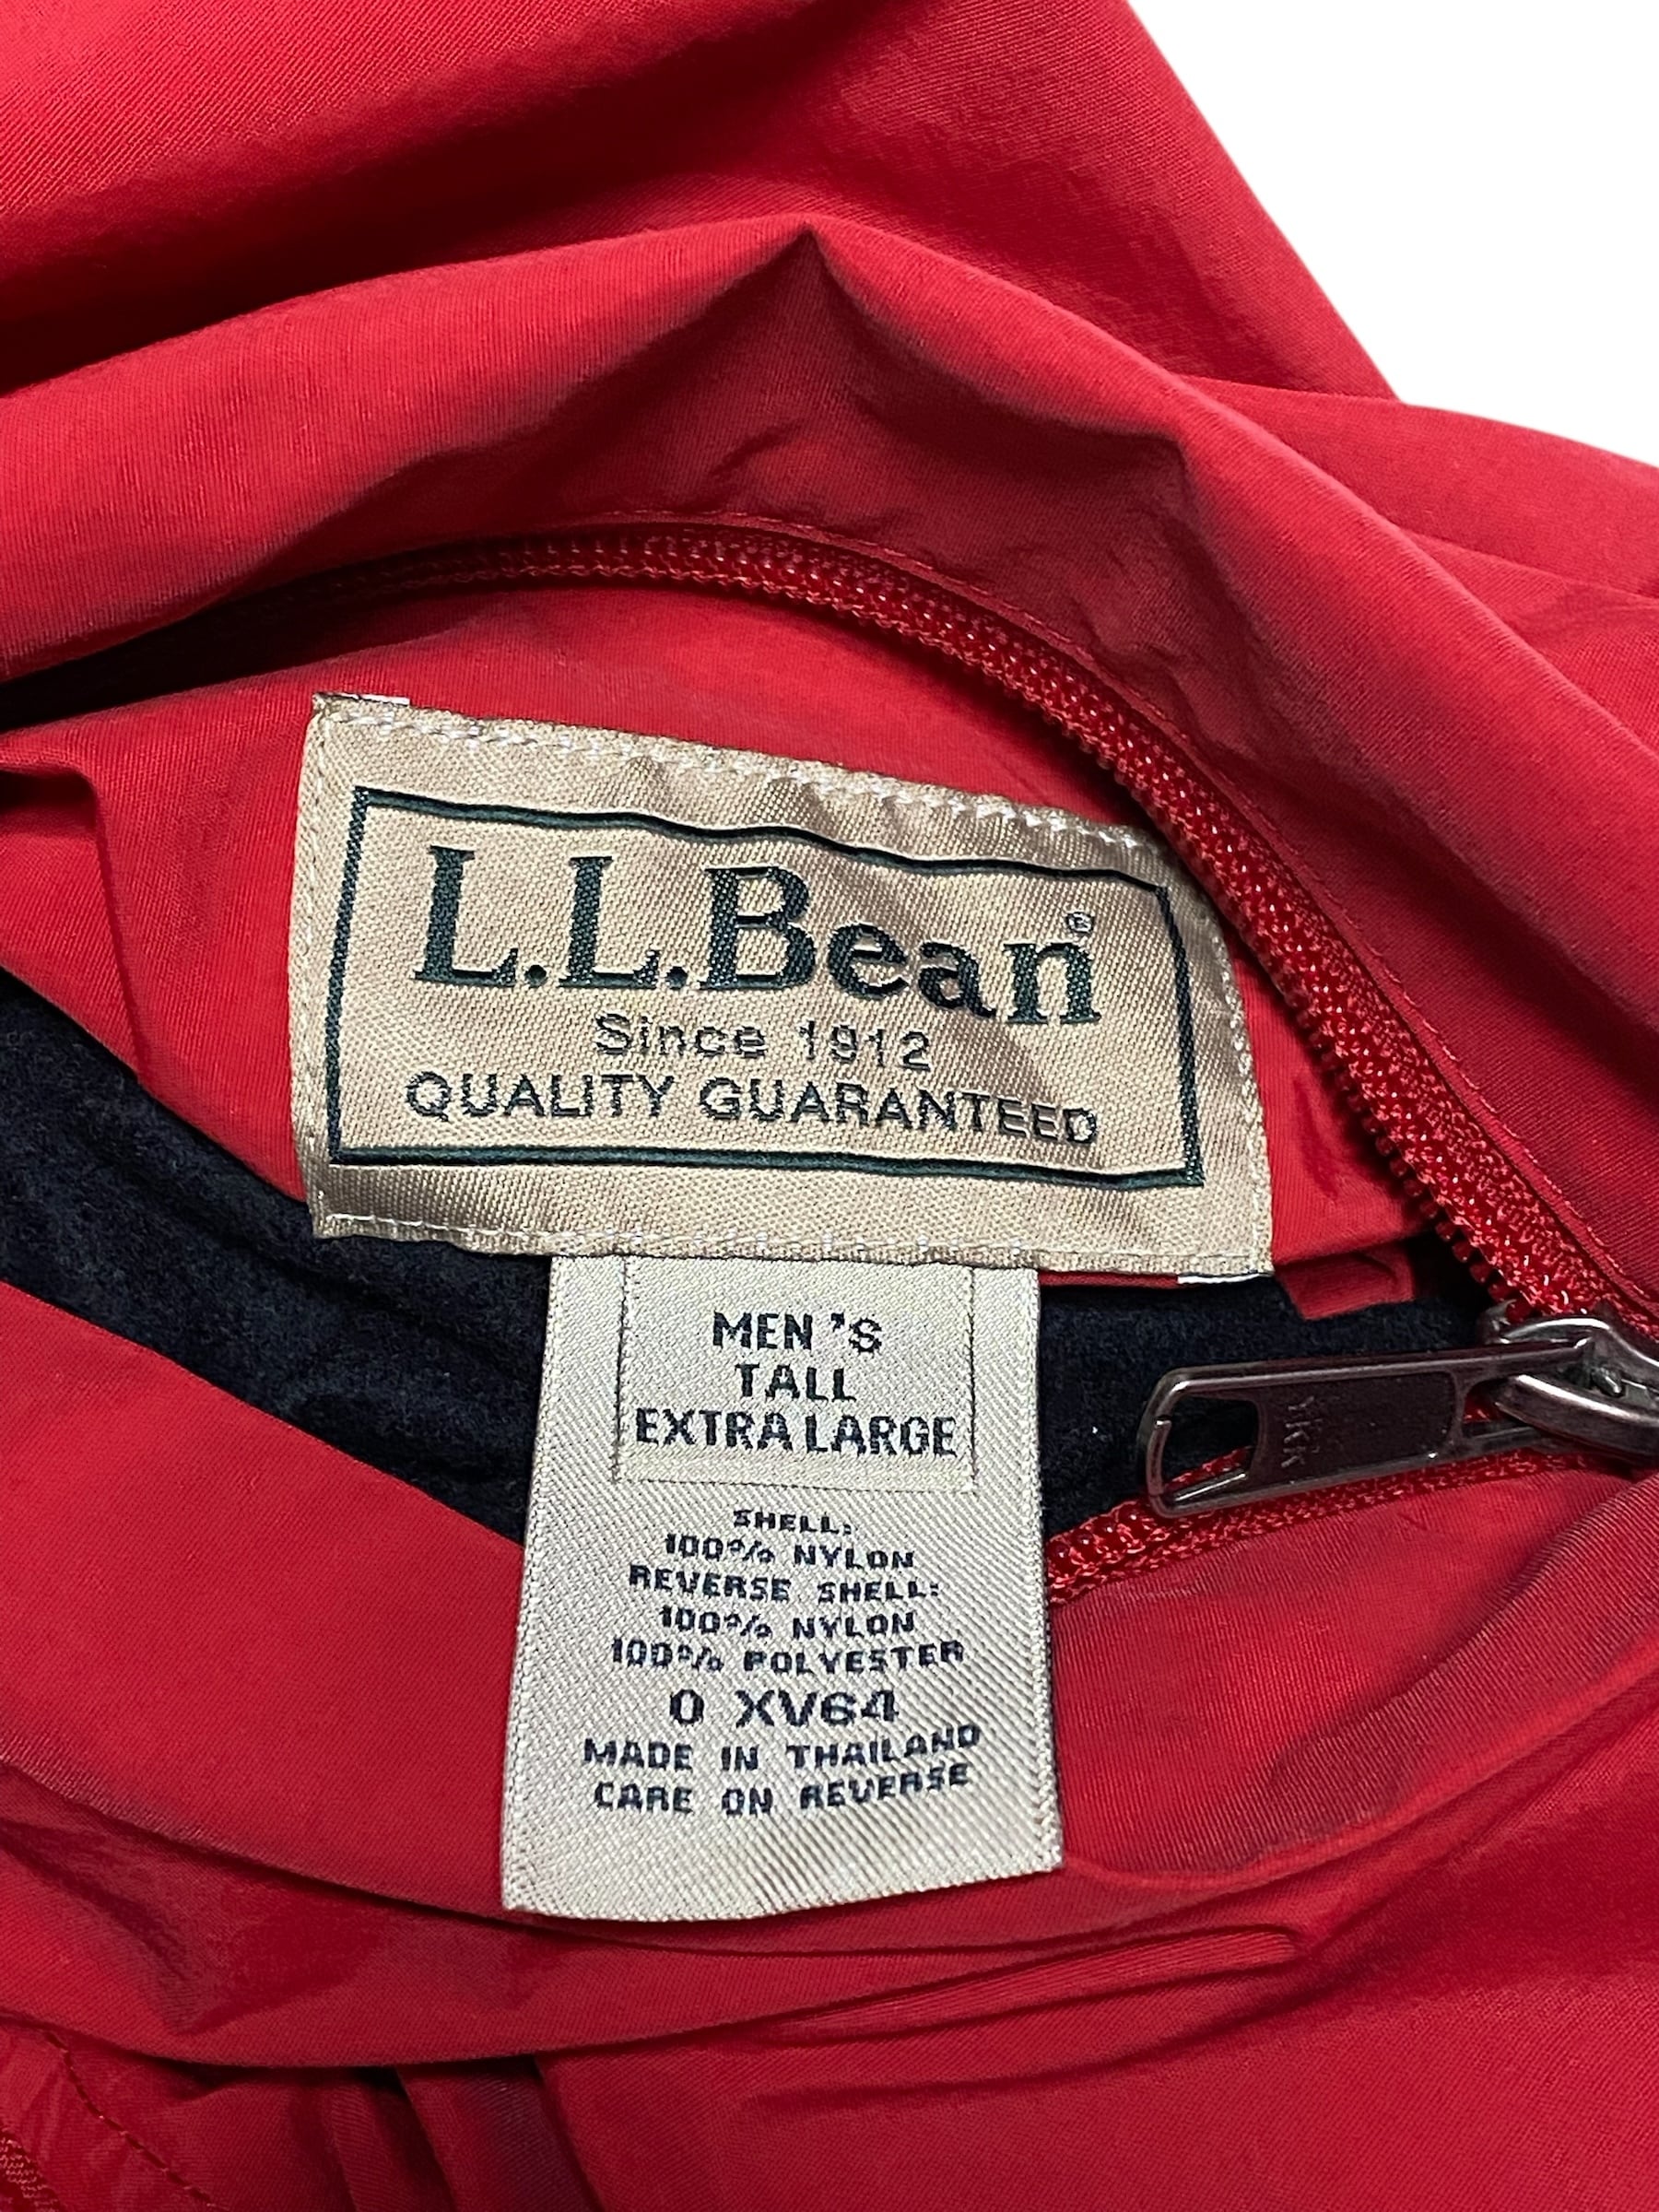 L.L.Bean®
Since 1912
QUALITY GUARANTEED
MEN'S
TALL
EXTRA LARGE
SHELL:
100% NYLON
REVERSE SHELL:
100% NYLON
100% POLYESTER
0 XV64
MADE IN THAILAND
CARE ON REVERSE
YKK